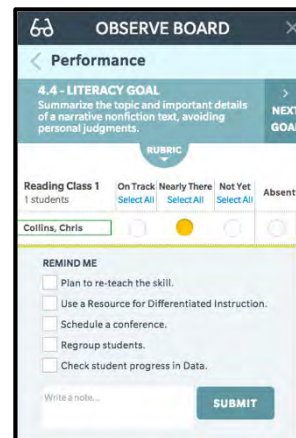 OBSERVE BOARD
Performance
4.4 - LITERACY GOAL
Summarize the topic and important details
of a narrative nonfiction text, avoiding
personal judgments.
NEXT
GOAL
RUBRIC
Reading Class 1
1 students
On Track
Select All
Nearly There
Select All
Not Yet
Select All
Absent
Collins, Chris
REMIND ME
Plan to re-teach the skill.
Use a Resource for Differentiated Instruction.
Schedule a conference.
Regroup students.
Check student progress in Data.
Write a note...
SUBMIT